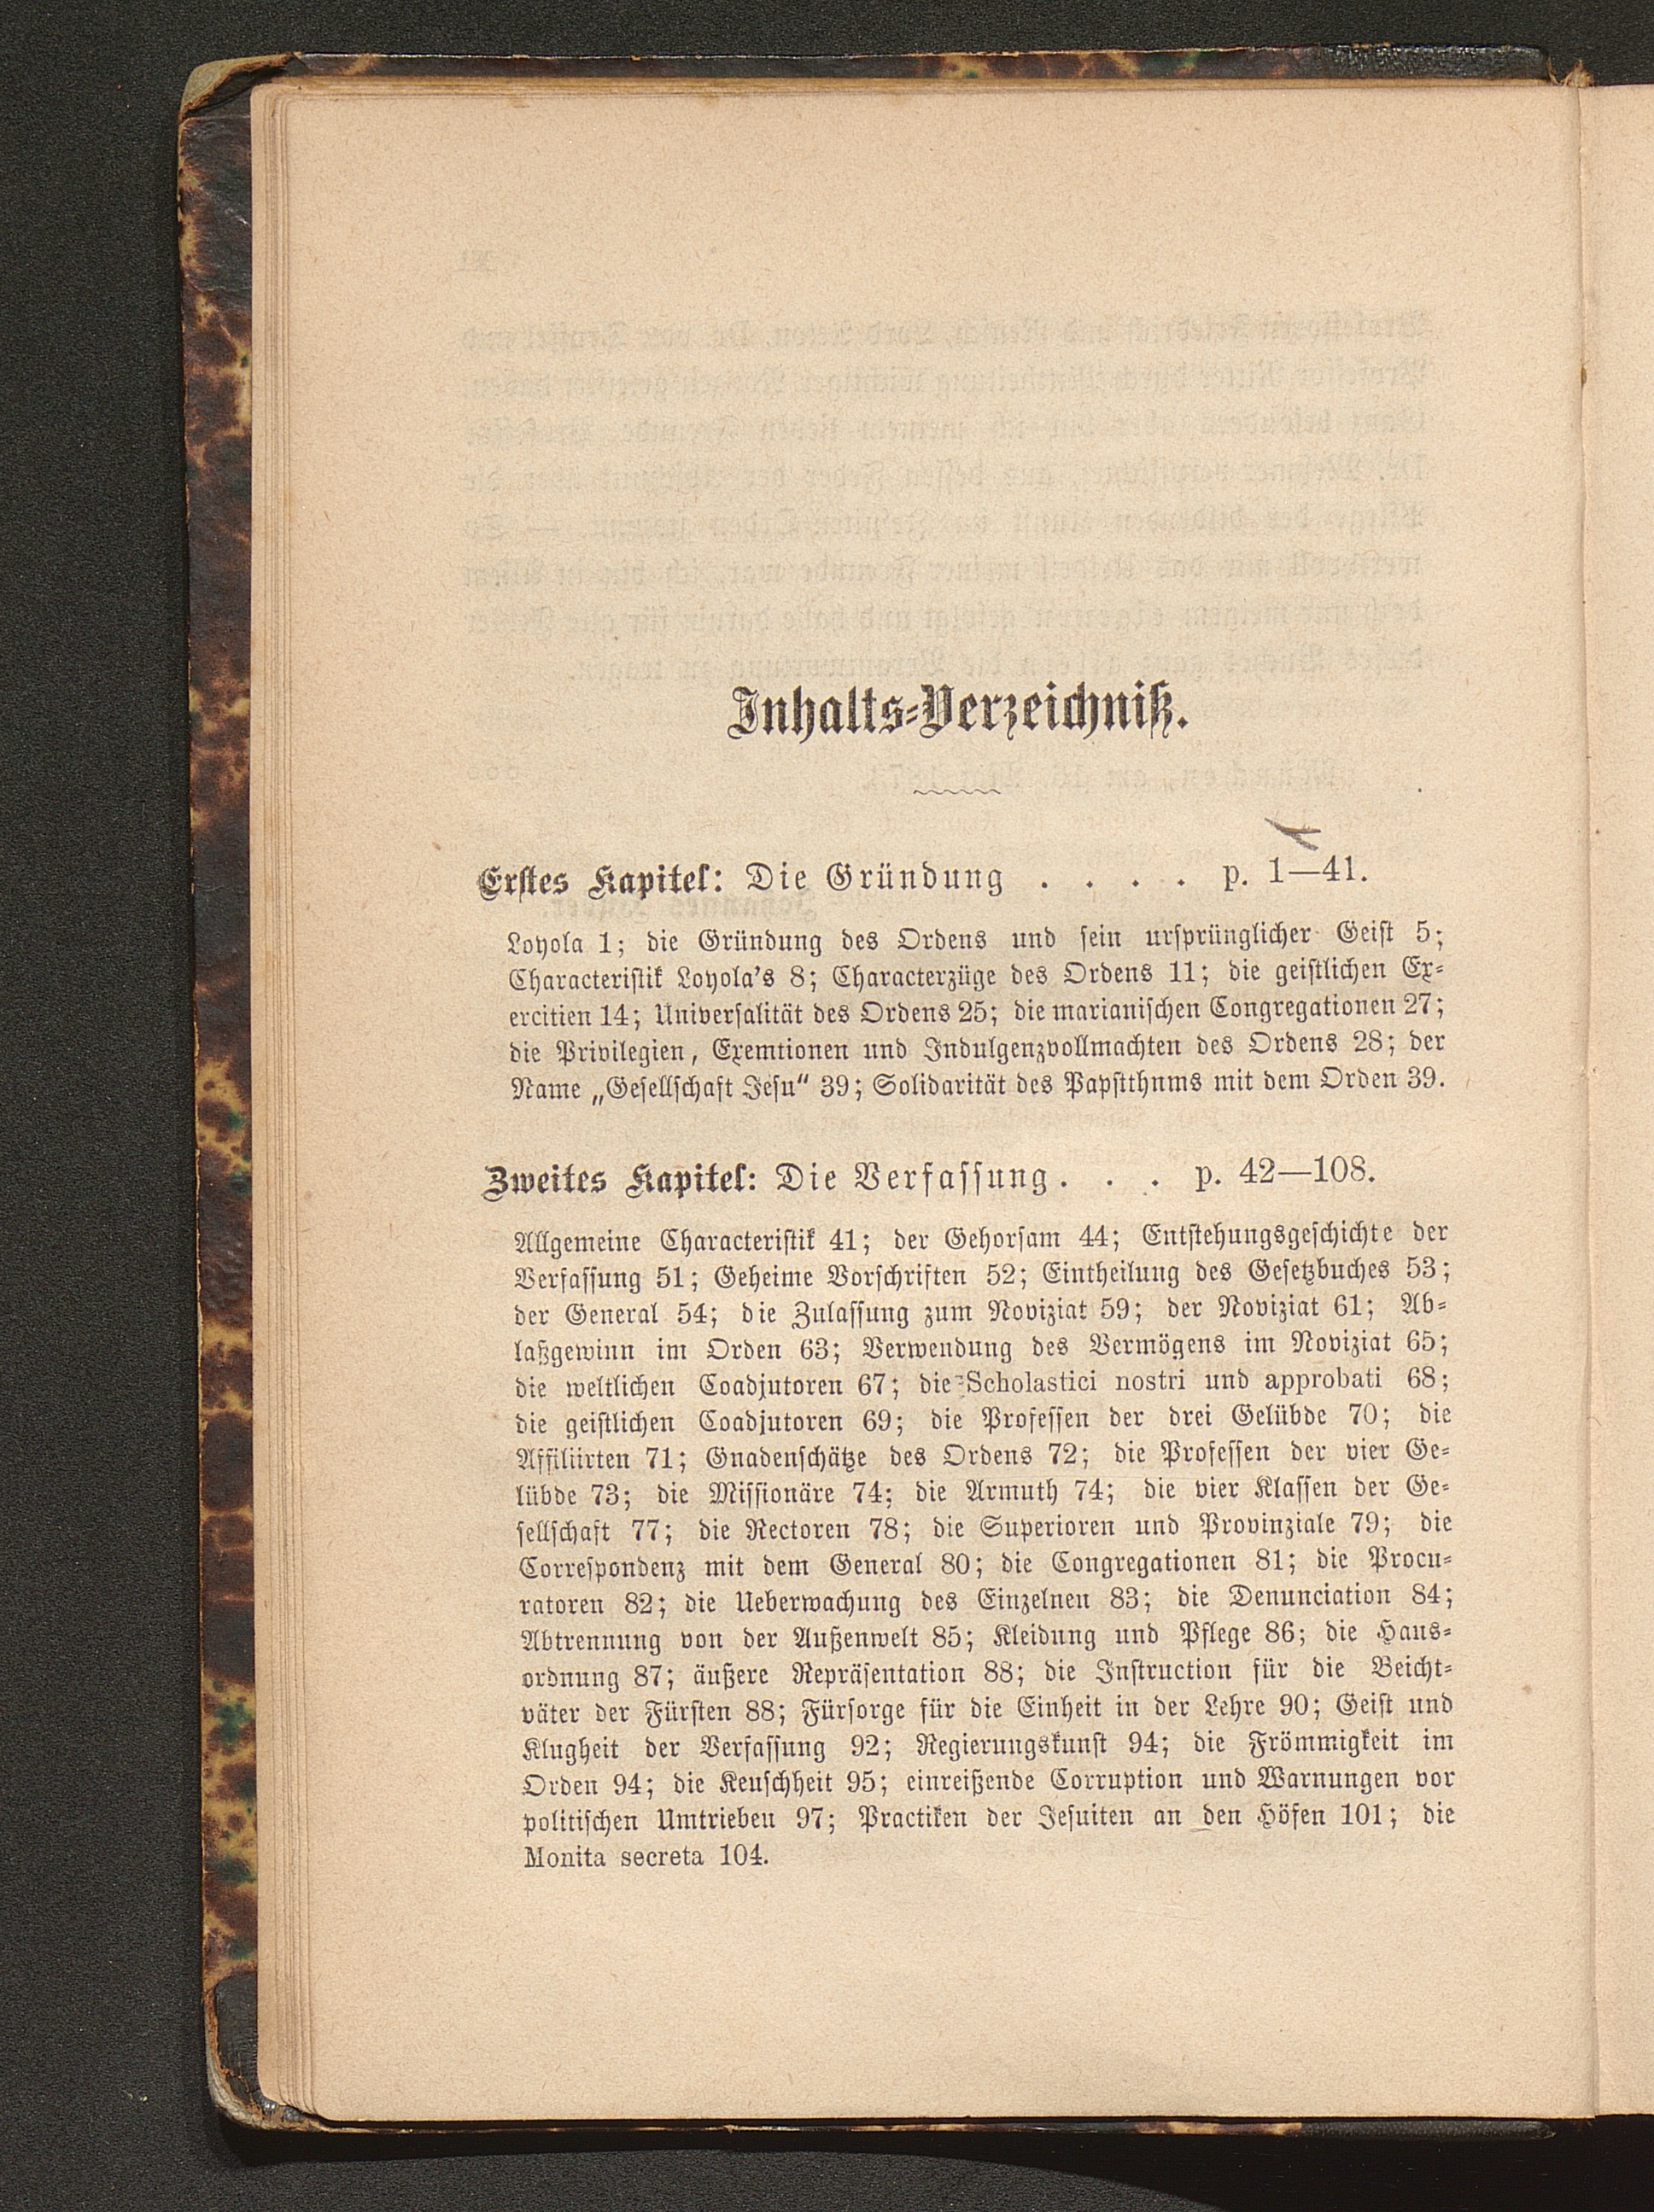 Inhalts-Verzeichniß.
Erstes Kapitel: Die Gründung . . . . p. 1—41.
Loyola 1; die Gründung des Ordens und sein ursprünglicher Geist 5;
Characteristik Loyola's 8; Characterzüge des Ordens 11; die geistlichen Ex-
ercitien 14; Universalität des Ordens 25; die marianischen Congregationen 27;
die Privilegien, Exemtionen und Indulgenzvollmachten des Ordens 28; der
Name „Gesellschaft Jesu“ 39; Solidarität des Papstthnms mit dem Orden 39.
Zweites Kapitel: Die Verfassung . . . p. 42—108.
Allgemeine Characteristik 41; der Gehorsam 44; Entstehungsgeschichte der
Verfassung 51; Geheime Vorschriften 52; Eintheilung des Gesetzbuches 53;
der General 54; die Zulassung zum Noviziat 59; der Noviziat 61; Ab-
laßgewinn im Orden 63; Verwendung des Vermögens im Noviziat 65;
die weltlichen Coadjutoren 67; die Scholastici nostri und approbati 68;
die geistlichen Coadjutoren 69; die Professen der drei Gelübde 70; die
Affiliirten 71; Gnadenschätze des Ordens 72; die Professen der vier Ge-
lübde 73; die Missionäre 74; die Armuth 74; die vier Klassen der Ge-
sellschaft 77; die Rectoren 78; die Superioren und Provinziale 79; die
Correspondenz mit dem General 80; die Congregationen 81; die Procu-
ratoren 82; die Ueberwachung des Einzelnen 83; die Denunciation 84;
Abtrennung von der Außenwelt 85; Kleidung und Pflege 86; die Haus-
ordnung 87; äußere Repräsentation 88; die Instruction für die Beicht-
väter der Fürsten 88; Fürsorge für die Einheit in der Lehre 90; Geist und
Klugheit der Verfassung 92; Regierungskunst 94; die Frömmigkeit im
Orden 94; die Keuschheit 95; einreißende Corruption und Warnungen vor
politischen Umtrieben 97; Practiken der Jesuiten an den Höfen 101; die
Monita secreta 104.